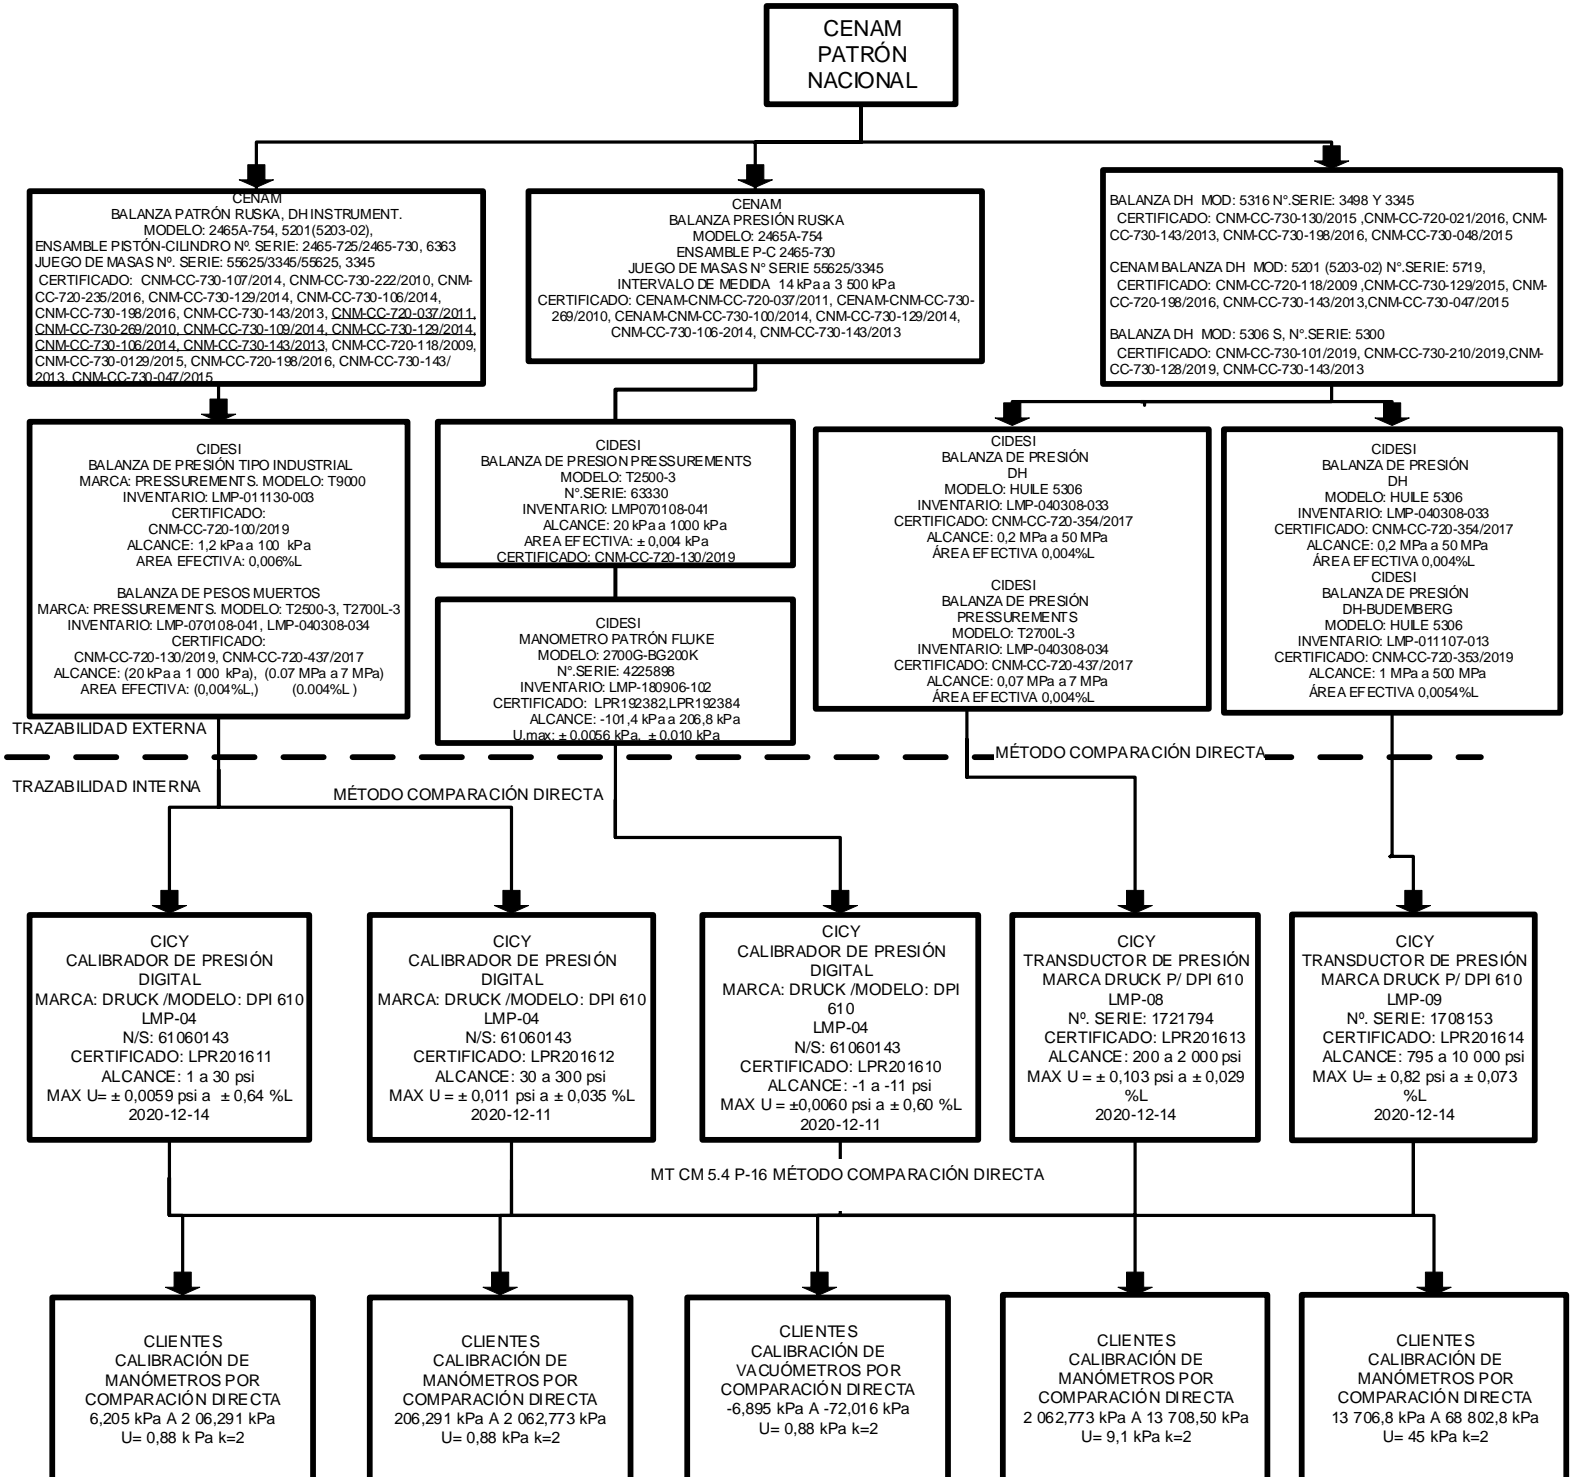 CENAM
PATRÓN
NACIONAL
CENAM
BALANZA PATRÓN RUSKA, DH INSTRUMENT.
MODELO: 2465A-754, 5201(5203-02),
ENSAMBLE PISTÓN-CILINDRO Nº. SERIE: 2465-725/2465-730, 6363
JUEGO DE MASAS Nº. SERIE: 55625/3345/55625, 3345
CERTIFICADO: CNM-CC-730-107/2014, CNM-CC-730-222/2010, CNM-
CC-720-235/2016, CNM-CC-730-129/2014, CNM-CC-730-106/2014,
CNM-CC-730-198/2016, CNM-CC-730-143/2013, CNM-CC-720-037/2011,
CNM-CC-730-269/2010, CNM-CC-730-109/2014, CNM-CC-730-129/2014,
CNM-CC-730-106/2014, CNM-CC-730-143/2013, CNM-CC-720-118/2009,
CNM-CC-730-0129/2015, CNM-CC-720-198/2016, CNM-CC-730-143/
2013, CNM-CC-730-047/2015
CENAM
BALANZA PRESIÓN RUSKA
MODELO: 2465A-754
ENSAMBLE P-C 2465-730
JUEGO DE MASAS N° SERIE 55625/3345
INTERVALO DE MEDIDA 14 kPa a 3 500 kPa
CERTIFICADO: CENAM-CNM-CC-720-037/2011, CENAM-CNM-CC-730-
269/2010, CENAM-CNM-CC-730-100/2014, CNM-CC-730-129/2014,
CNM-CC-730-106-2014, CNM-CC-730-143/2013
BALANZA DH MOD: 5316 N°.SERIE: 3498 Y 3345
CERTIFICADO: CNM-CC-730-130/2015 ,CNM-CC-720-021/2016, CNM-
CC-730-143/2013, CNM-CC-730-198/2016, CNM-CC-730-048/2015
CENAM BALANZA DH MOD: 5201 (5203-02) N°.SERIE: 5719,
CERTIFICADO: CNM-CC-720-118/2009 ,CNM-CC-730-129/2015, CNM-
CC-720-198/2016, CNM-CC-730-143/2013,CNM-CC-730-047/2015
BALANZA DH MOD: 5306 S, N°.SERIE: 5300
CERTIFICADO: CNM-CC-730-101/2019, CNM-CC-730-210/2019,CNM-
CC-730-128/2019, CNM-CC-730-143/2013
CIDESI
BALANZA DE PRESIÓN TIPO INDUSTRIAL
MARCA: PRESSUREMENTS. MODELO: T9000
INVENTARIO: LMP-011130-003
CERTIFICADO:
CNM-CC-720-100/2019
ALCANCE: 1,2 kPa a 100 kPa
AREA EFECTIVA: 0,006%L
BALANZA DE PESOS MUERTOS
MARCA: PRESSUREMENTS. MODELO: T2500-3, T2700L-3
INVENTARIO: LMP-070108-041, LMP-040308-034
CERTIFICADO:
CNM-CC-720-130/2019, CNM-CC-720-437/2017
ALCANCE: (20 kPa a 1 000 kPa), (0.07 MPa a 7 MPa)
AREA EFECTIVA: (0,004%L,) (0.004%L )
CIDESI
BALANZA DE PRESION PRESSUREMENTS
MODELO: T2500-3
N°.SERIE: 63330
INVENTARIO: LMP070108-041
ALCANCE: 20 kPa a 1000 kPa
AREA EFECTIVA: ± 0,004 kPa
CERTIFICADO: CNM-CC-720-130/2019
CIDESI
MANOMETRO PATRÓN FLUKE
MODELO: 2700G-BG200K
N°.SERIE: 4225898
INVENTARIO: LMP-180906-102
CERTIFICADO: LPR192382,LPR192384
ALCANCE: -101,4 kPa a 206,8 kPa
U.max: ± 0,0056 kPa, ± 0,010 kPa
CIDESI
BALANZA DE PRESIÓN
DH
MODELO: HUILE 5306
INVENTARIO: LMP-040308-033
CERTIFICADO: CNM-CC-720-354/2017
ALCANCE: 0,2 MPa a 50 MPa
ÁREA EFECTIVA 0,004%L
CIDESI
BALANZA DE PRESIÓN
PRESSUREMENTS
MODELO: T2700L-3
INVENTARIO: LMP-040308-034
CERTIFICADO: CNM-CC-720-437/2017
ALCANCE: 0,07 MPa a 7 MPa
ÁREA EFECTIVA 0,004%L
CIDESI
BALANZA DE PRESIÓN
DH
MODELO: HUILE 5306
INVENTARIO: LMP-040308-033
CERTIFICADO: CNM-CC-720-354/2017
ALCANCE: 0,2 MPa a 50 MPa
ÁREA EFECTIVA 0,004%L
CIDESI
BALANZA DE PRESIÓN
DH-BUDEMBERG
MODELO: HUILE 5306
INVENTARIO: LMP-011107-013
CERTIFICADO: CNM-CC-720-353/2019
ALCANCE: 1 MPa a 500 MPa
ÁREA EFECTIVA 0,0054%L
TRAZABILIDAD EXTERNA
MÉTODO COMPARACIÓN DIRECTA
TRAZABILIDAD INTERNA
MÉTODO COMPARACIÓN DIRECTA
CICY
CALIBRADOR DE PRESIÓN
DIGITAL
MARCA: DRUCK /MODELO: DPI 610
LMP-04
N/S: 61060143
CERTIFICADO: LPR201611
ALCANCE: 1 a 30 psi
MAX U= ± 0,0059 psi a ± 0,64 %L
2020-12-14
CICY
CALIBRADOR DE PRESIÓN
DIGITAL
MARCA: DRUCK /MODELO: DPI 610
LMP-04
N/S: 61060143
CERTIFICADO: LPR201612
ALCANCE: 30 a 300 psi
MAX U= ± 0,011 psi a ± 0,035 %L
2020-12-11
CICY
CALIBRADOR DE PRESIÓN
DIGITAL
MARCA: DRUCK /MODELO: DPI
610
LMP-04
N/S: 61060143
CERTIFICADO: LPR201610
ALCANCE: -1 a -11 psi
MAX U = ±0,0060 psi a ± 0,60 %L
2020-12-11
CICY
TRANSDUCTOR DE PRESIÓN
MARCA DRUCK P/ DPI 610
LMP-08
Nº. SERIE: 1721794
CERTIFICADO: LPR201613
ALCANCE: 200 a 2 000 psi
MAX U = ± 0,103 psi a ± 0,029
%L
2020-12-14
CICY
TRANSDUCTOR DE PRESIÓN
MARCA DRUCK P/ DPI 610
LMP-09
Nº. SERIE: 1708153
CERTIFICADO: LPR201614
ALCANCE: 795 a 10 000 psi
MAX U= ± 0,82 psi a ± 0,073
%L
2020-12-14
MT CM 5.4 P-16 MÉTODO COMPARACIÓN DIRECTA
CLIENTES
CALIBRACIÓN DE
MANÓMETROS POR
COMPARACIÓN DIRECTA
6,205 kPa A 2 06,291 kPa
U= 0,88 k Pa k=2
CLIENTES
CALIBRACIÓN DE
MANÓMETROS POR
COMPARACIÓN DIRECTA
206,291 kPa A 2 062,773 kPa
U= 0,88 kPa k=2
CLIENTES
CALIBRACIÓN DE
VACUÓMETROS POR
COMPARACIÓN DIRECTA
-6,895 kPa A -72,016 kPa
U= 0,88 kPa k=2
CLIENTES
CALIBRACIÓN DE
MANÓMETROS POR
COMPARACIÓN DIRECTA
2 062,773 kPa A 13 708,50 kPa
U= 9,1 kPa k=2
CLIENTES
CALIBRACIÓN DE
MANÓMETROS POR
COMPARACIÓN DIRECTA
13 706,8 kPa A 68 802,8 kPa
U= 45 kPa k=2